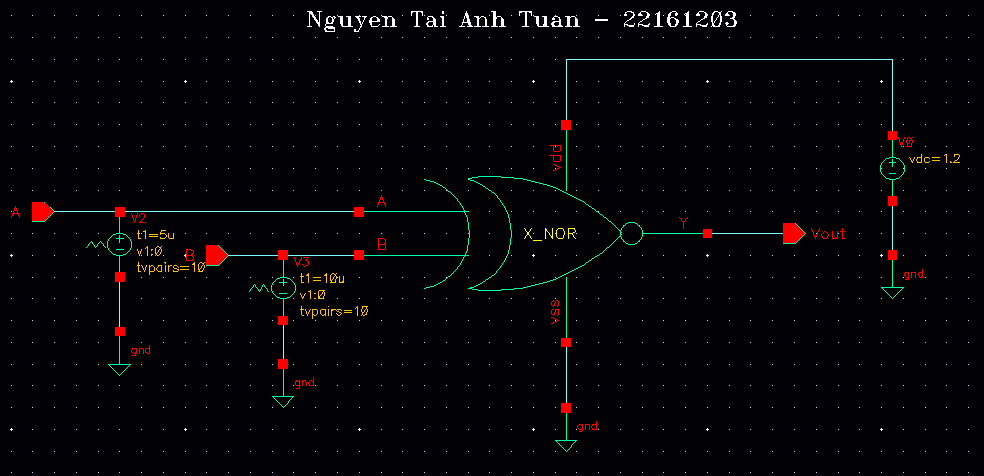 Nguyen Tai Anh Tuan - 22161203
vdd
V0
vdc=1.2
gnd
A
V2
t1=5u
v1:0
tvpairs=10
gnd
B
V3
t1=10u
v1:0
tvpairs=10
gnd
A
B
X_NOR
Y
Vout
vss
gnd